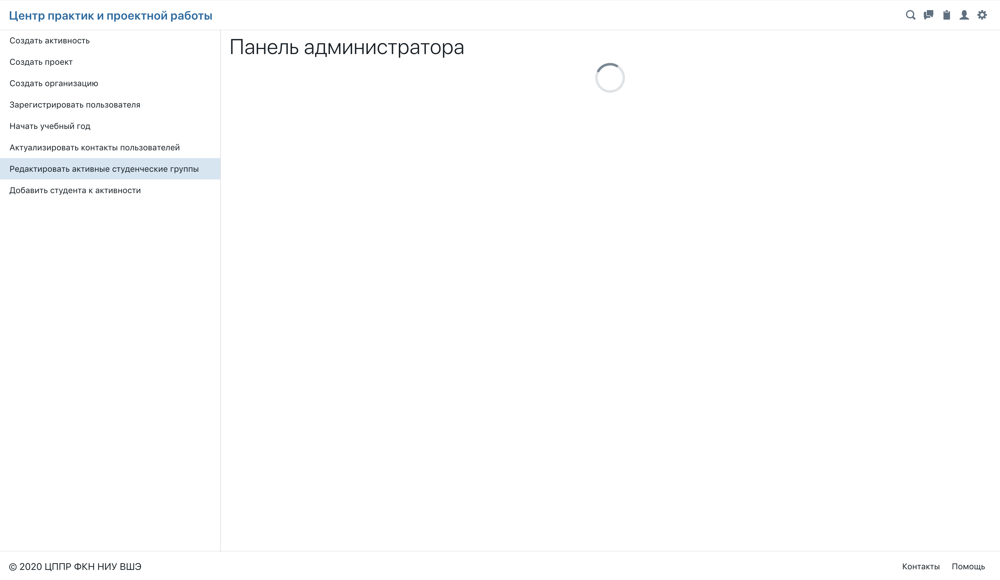 Центр практик и проектной работы
Создать активность
Создать проект
Создать организацию
Зарегистрировать пользователя
Начать учебный год
Актуализировать контакты пользователей
Редактировать активные студенческие группы
Добавить студента к активности
Панель администратора
© 2020 ЦППР ФКН НИУ ВШЭ
Контакты Помощь